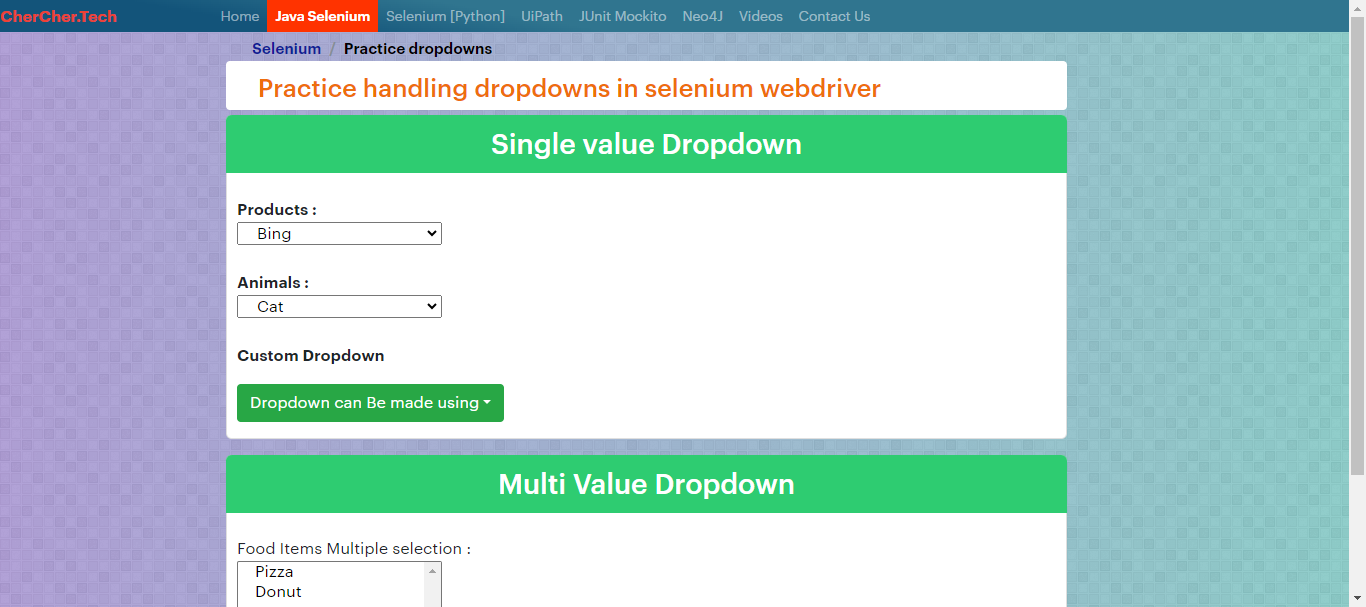 CherCher.Tech Home Java Selenium Selenium [Python] UiPath JUnit Mockito Neo4J Videos Contact Us
Selenium / Practice dropdowns
Practice handling dropdowns in selenium webdriver
Single value Dropdown
Products :
Bing
Animals :
Cat
Custom Dropdown
Dropdown can Be made using
Multi Value Dropdown
Food Items Multiple selection :
Pizza
Donut